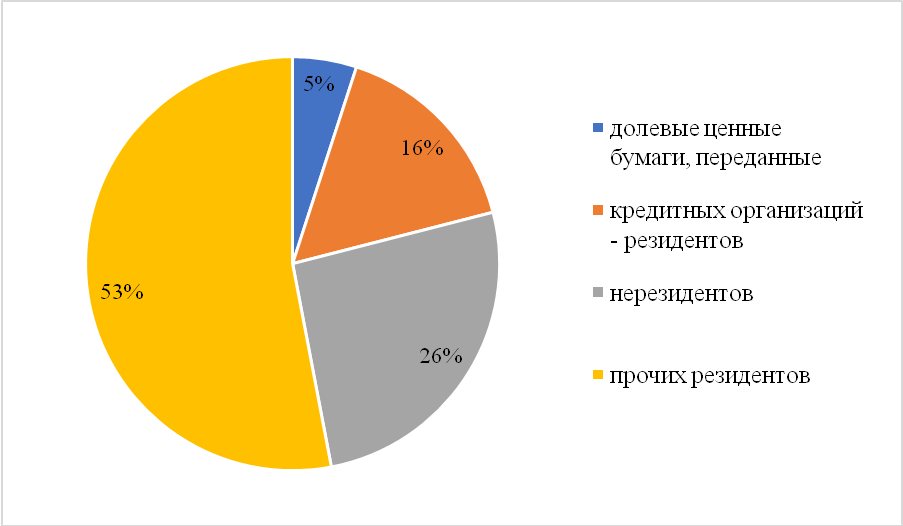 5%
16%
26%
53%
долевые ценные
бумаги, переданные
кредитных организаций
- резидентов
нерезидентов
прочих резидентов